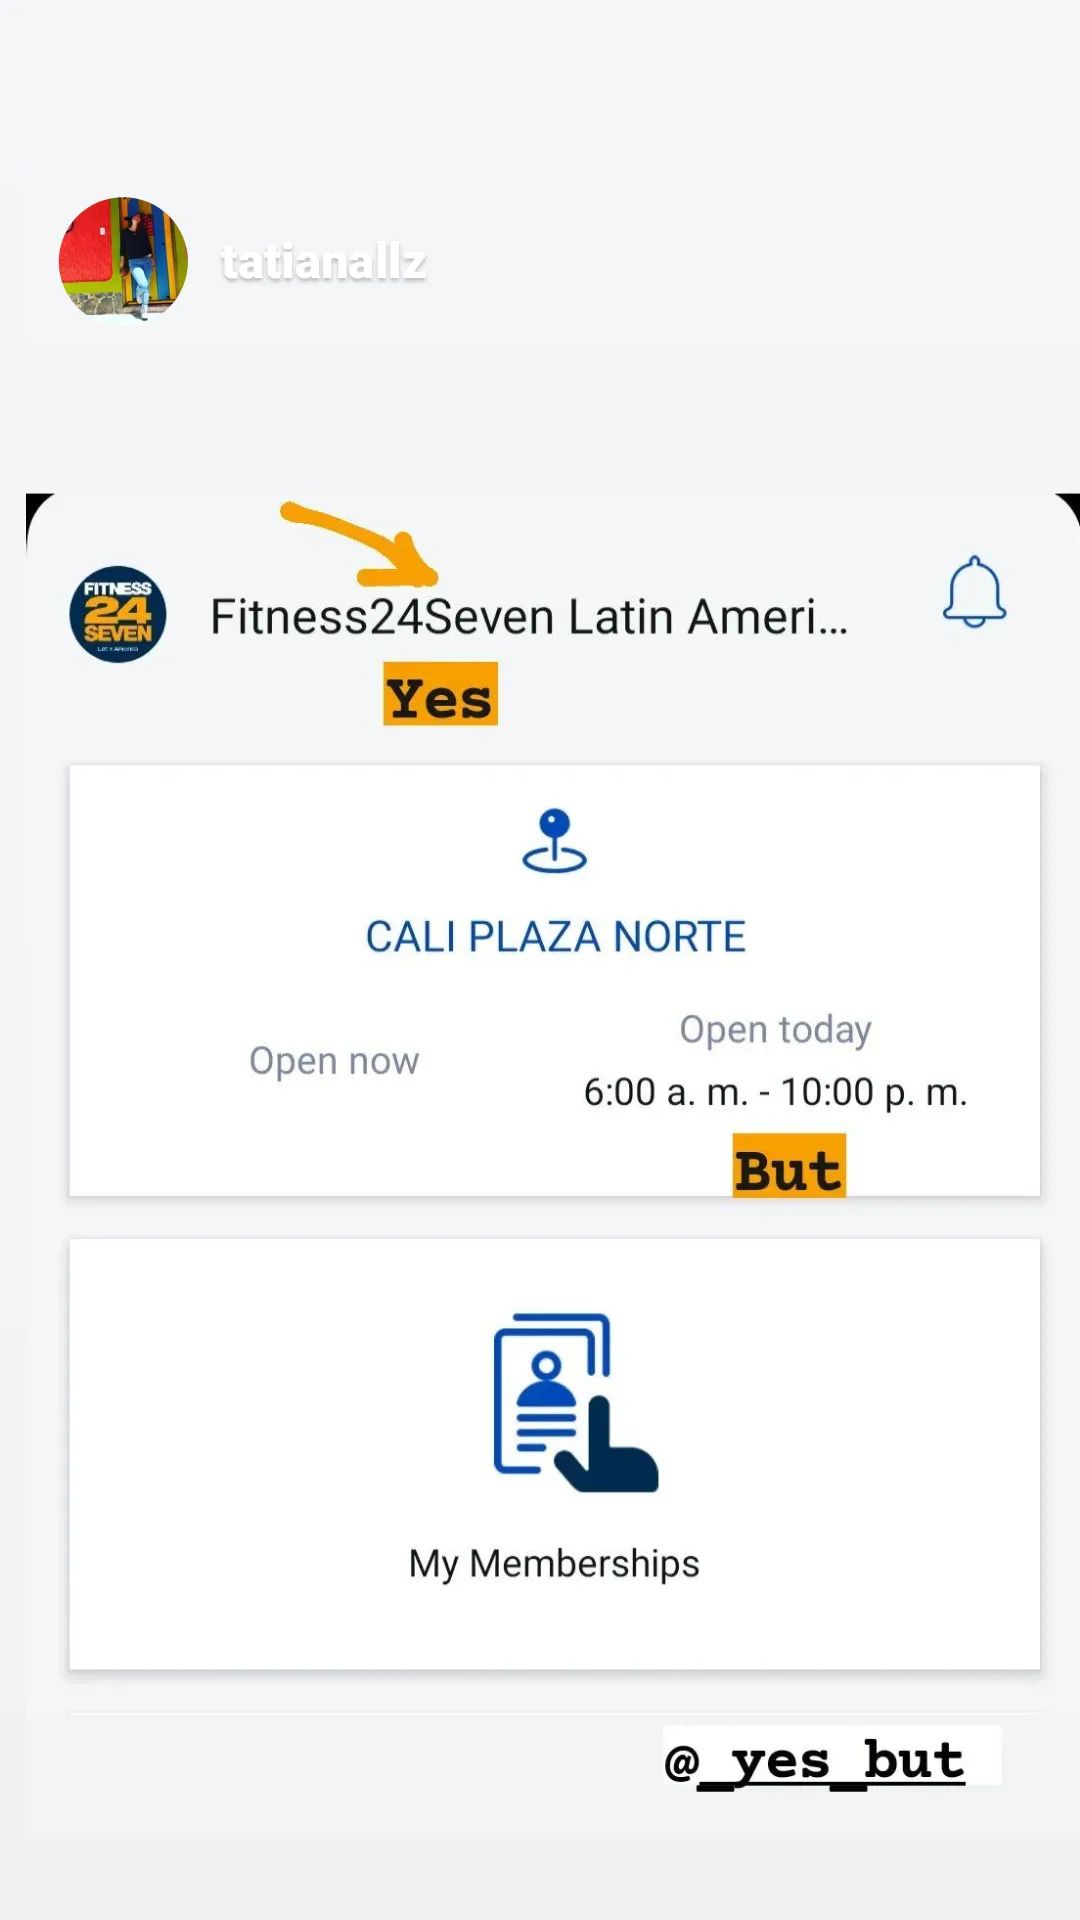 tatianallz
FITNESS
24
SEVEN
Latin America
Fitness24Seven Latin Ameri...
Yes
CALI PLAZA NORTE
Open now
Open today
6:00 a. m. - 10:00 p. m.
But
My Memberships
@_yes_but